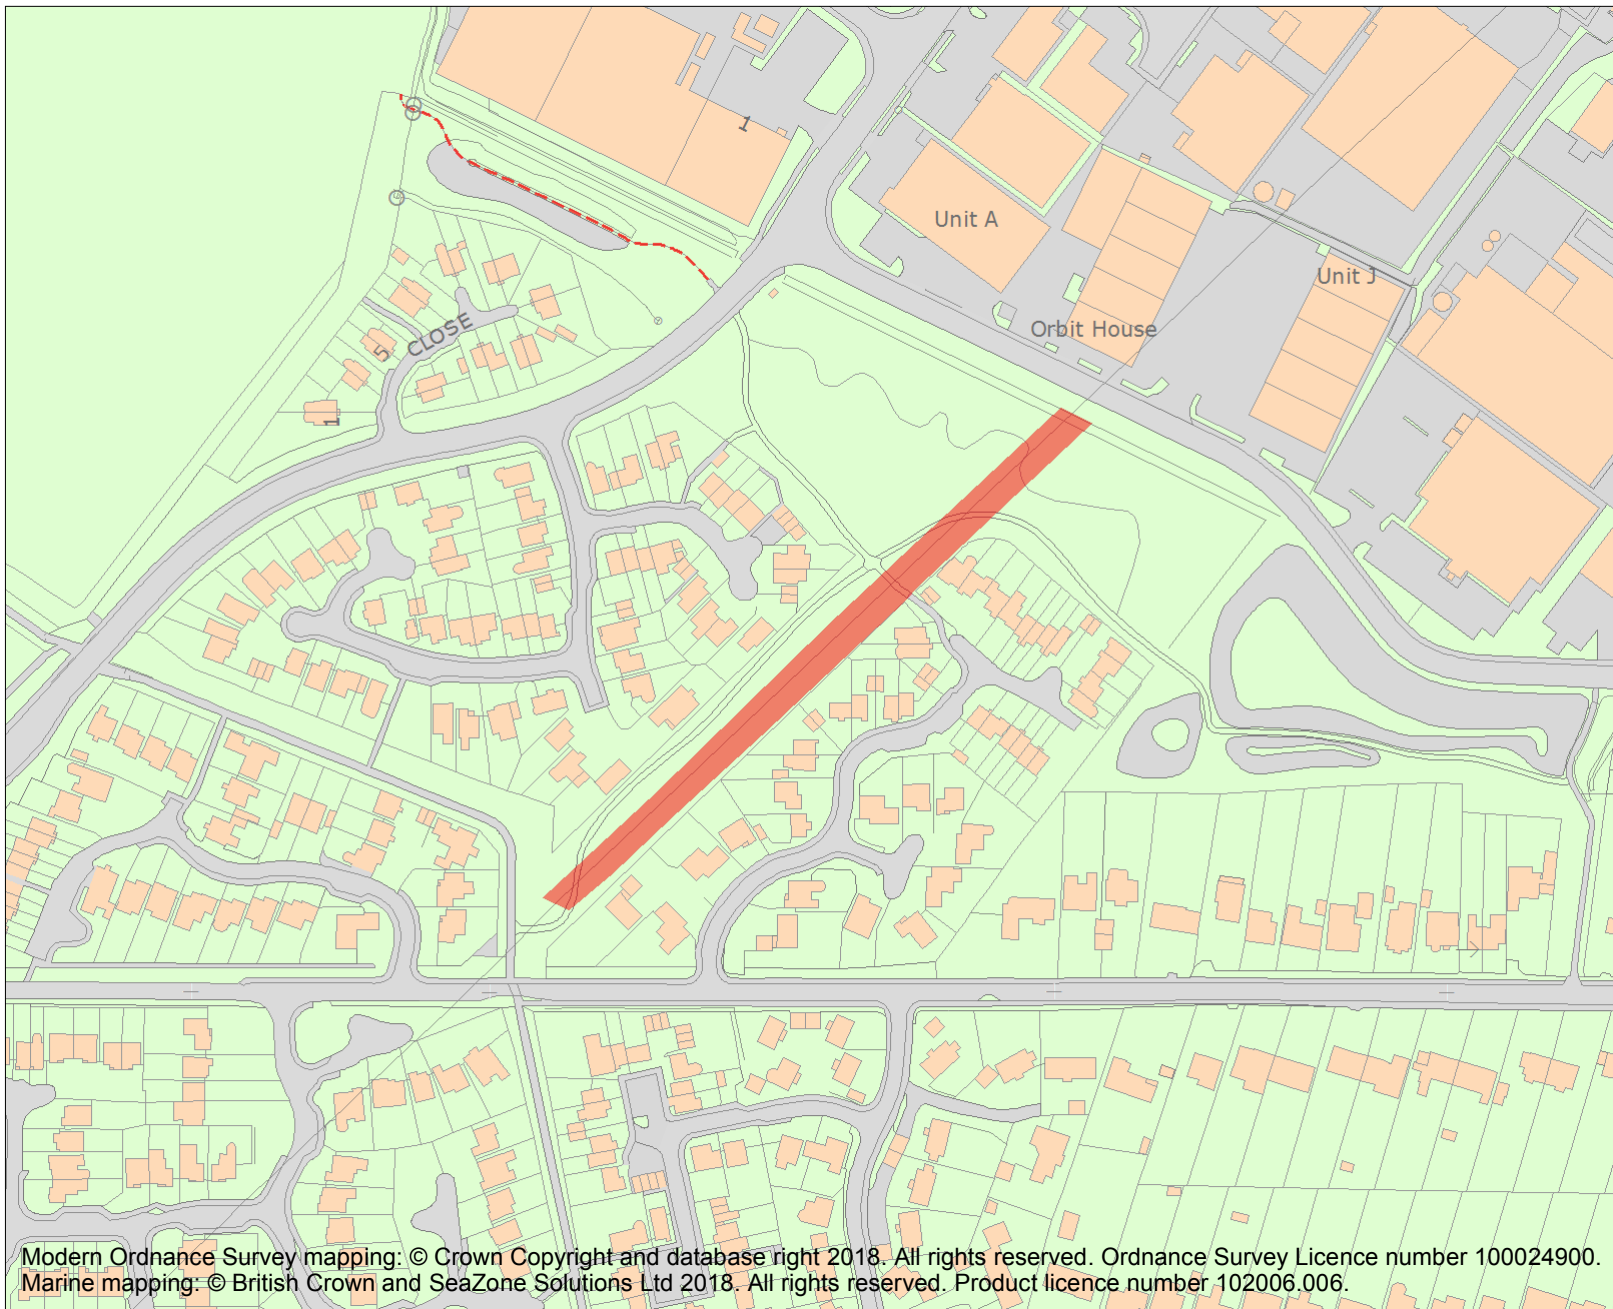 1
Unit A
Unit J
Orbit House
5
CLOSE
1
Modern Ordnance Survey mapping: © Crown Copyright and database right 2018. All rights reserved. Ordnance Survey Licence number 100024900.
Marine mapping: © British Crown and SeaZone Solutions Ltd 2018. All rights reserved. Product licence number 102006.006.